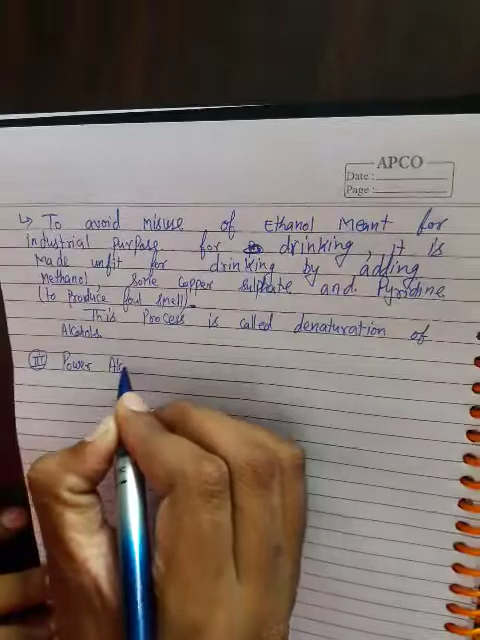 APCO
Date :
Page :
↳ To avoid misuse of Ethanol Meant for
industrial purpose for drinking, it is
made unfit for drinking by adding
methanol, some copper sulphate and Pyridine
(to produce foul smell)
This Process is called denaturation of
Alcohols
(III) Power Al